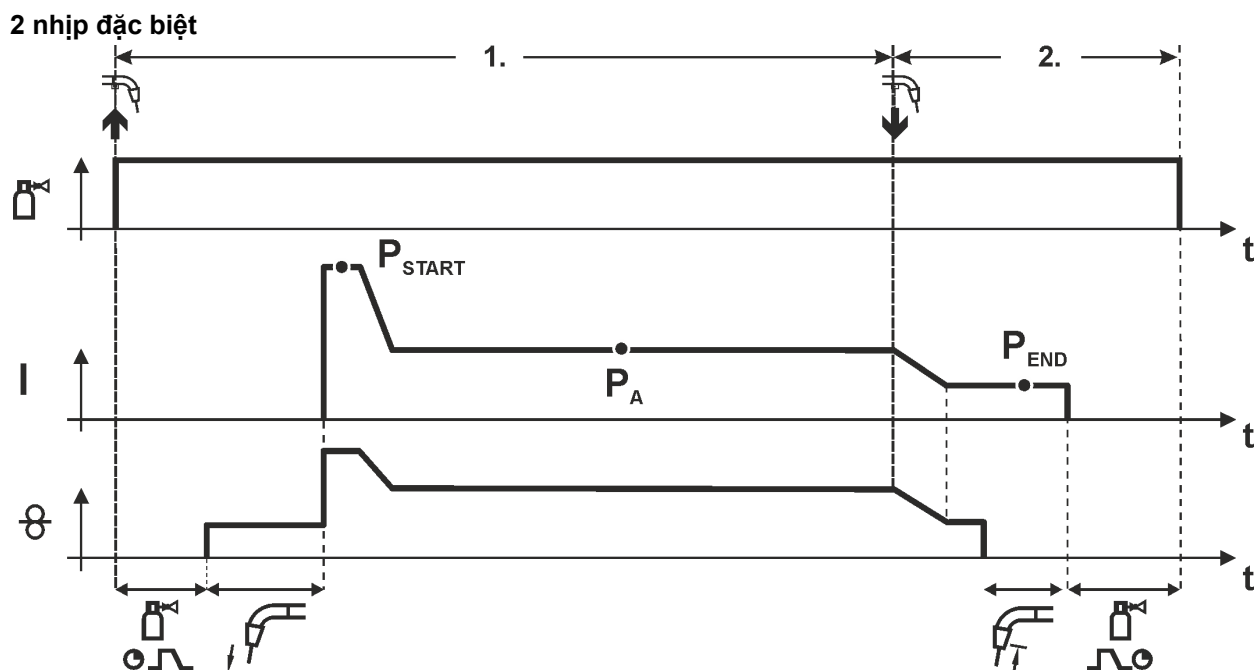 2 nhịp đặc biệt
1. 2.
t
P START
P A
P END
I
t
t